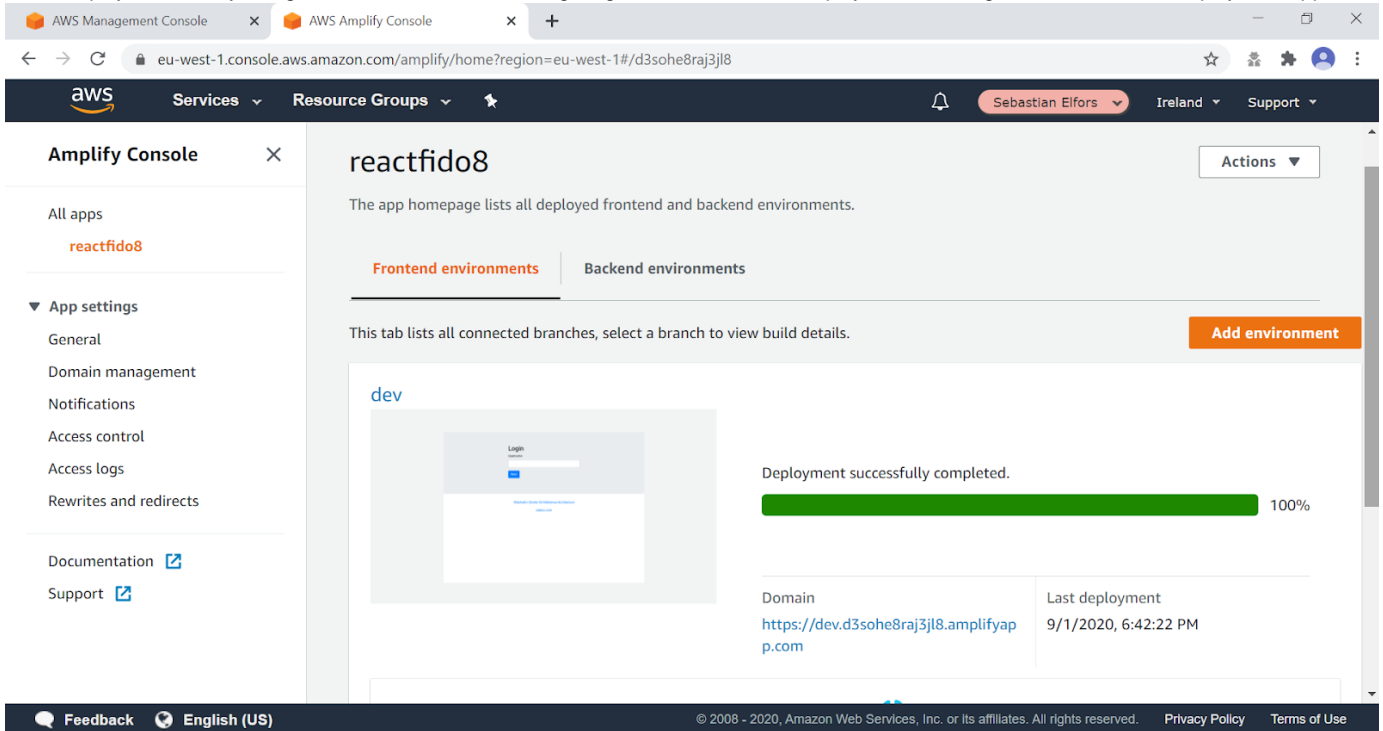 AWS Management Console
AWS Amplify Console
eu-west-1.console.aws.amazon.com/amplify/home?region=eu-west-1#/d3sohe8raj3jl8
aws
Services
Resource Groups
Sebastian Elfors
Ireland
Support
Amplify Console
All apps
reactfido8
App settings
General
Domain management
Notifications
Access control
Access logs
Rewrites and redirects
Documentation
Support
reactfido8
Actions
The app homepage lists all deployed frontend and backend environments.
Frontend environments
Backend environments
This tab lists all connected branches, select a branch to view build details.
Add environment
dev
Login
Deployment successfully completed.
100%
Domain
https://dev.d3sohe8raj3jl8.amplifyap
p.com
Last deployment
9/1/2020, 6:42:22 PM
Feedback
English (US)
© 2008 - 2020, Amazon Web Services, Inc. or its affiliates. All rights reserved.
Privacy Policy
Terms of Use